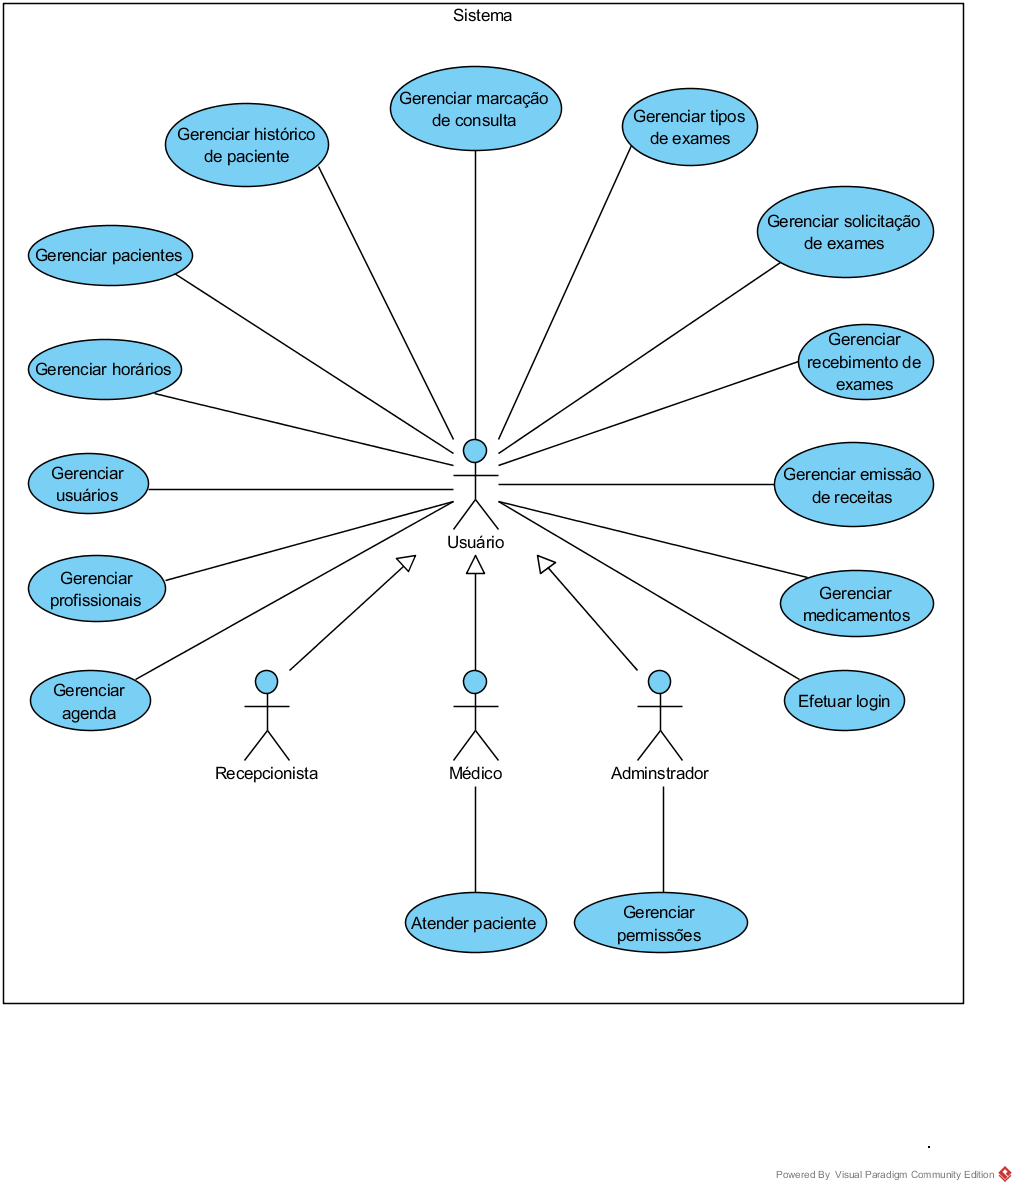 Sistema
Gerenciar marcação
de consulta
Gerenciar tipos
de exames
Gerenciar histórico
de paciente
Gerenciar solicitação
de exames
Gerenciar pacientes
Gerenciar
recebimento de
exames
Gerenciar horários
Gerenciar
usuários
Gerenciar emissão
de receitas
Usuário
Gerenciar
profissionais
Gerenciar
medicamentos
Gerenciar
agenda
Efetuar login
Recepcionista
Médico
Adminstrador
Atender paciente
Gerenciar
permissões
.
Powered By Visual Paradigm Community Edition